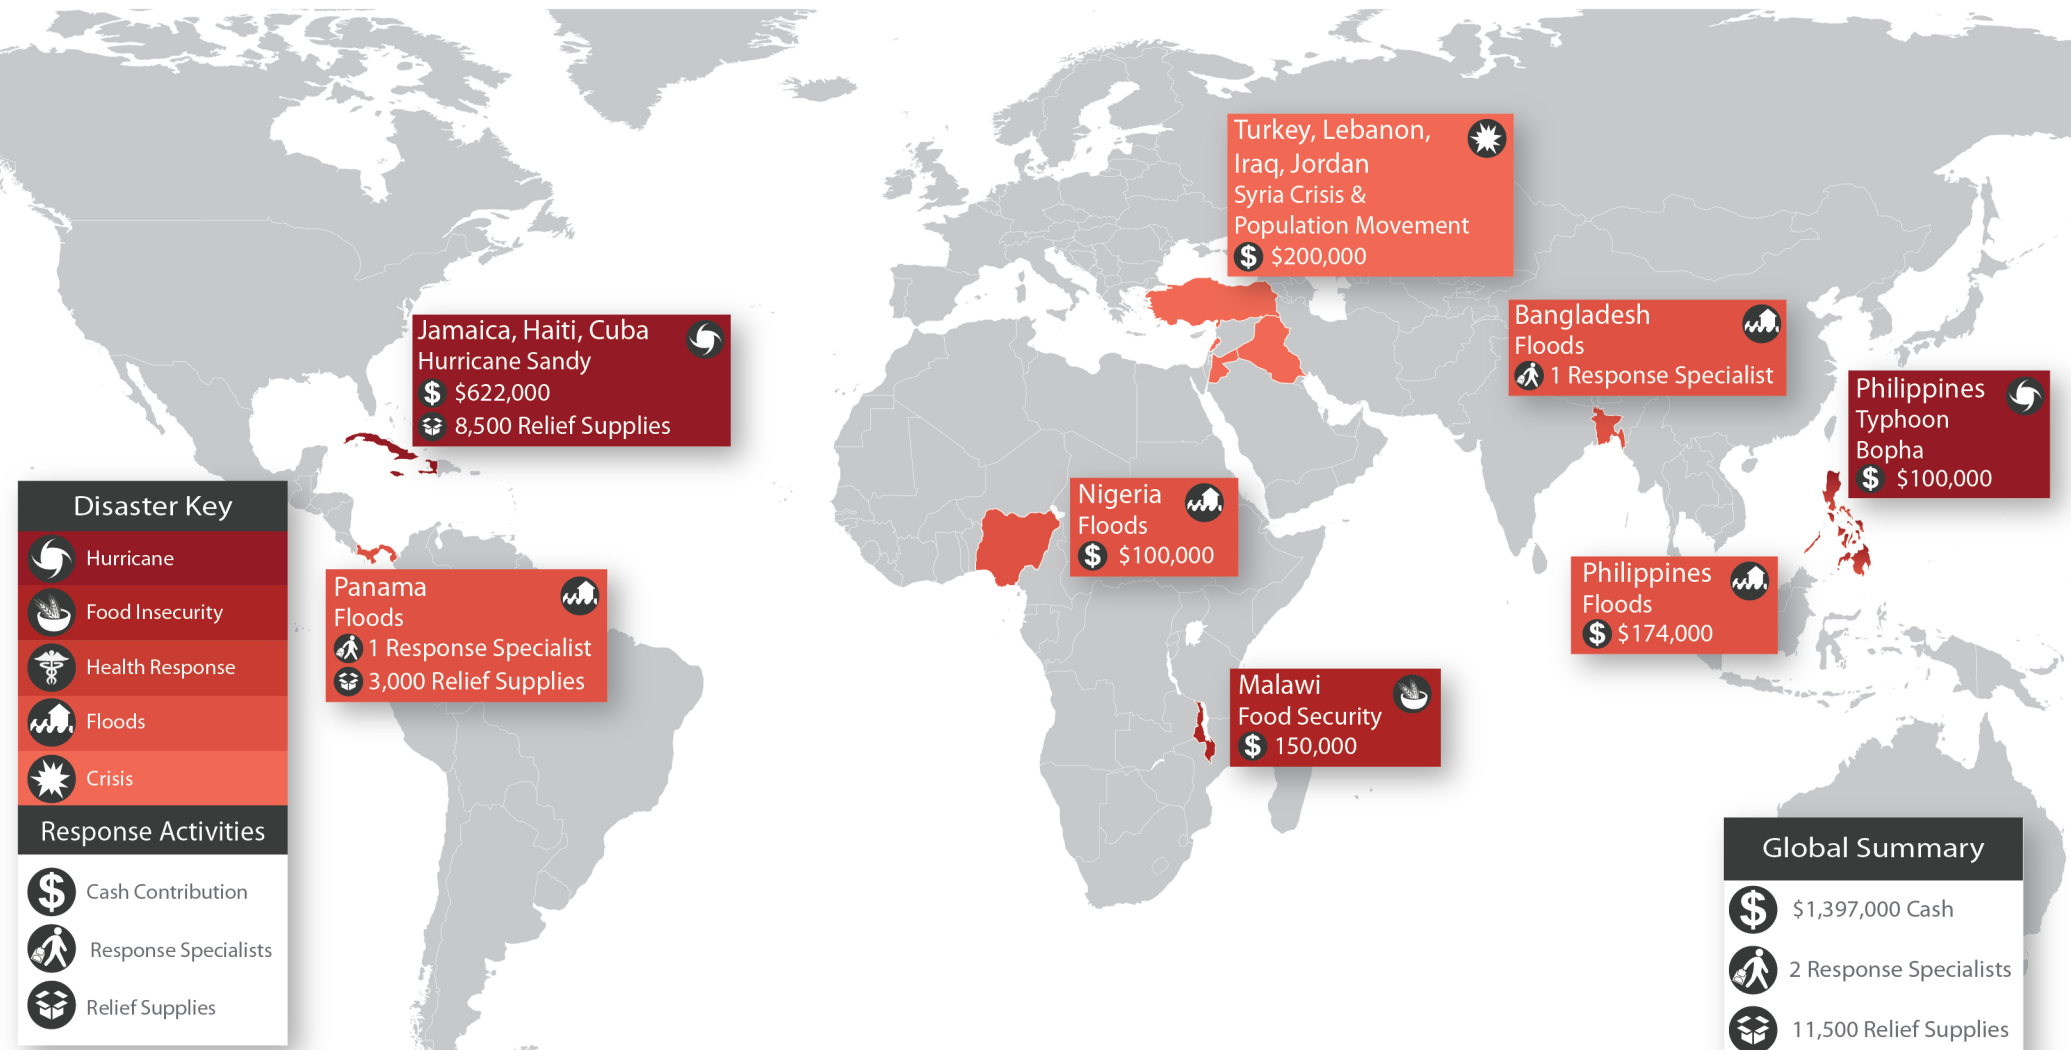 Turkey, Lebanon,
Iraq, Jordan
Syria Crisis &
Population Movement
$ $200,000
Jamaica, Haiti, Cuba
Hurricane Sandy
$ $622,000
8,500 Relief Supplies
Bangladesh
Floods
1 Response Specialist
Philippines
Typhoon
Bopha
$ $100,000
Nigeria
Floods
$ $100,000
Philippines
Floods
$ $174,000
Panama
Floods
1 Response Specialist
3,000 Relief Supplies
Malawi
Food Security
$ 150,000
Disaster Key
Hurricane
Food Insecurity
Health Response
Floods
Crisis
Response Activities
$ Cash Contribution
Response Specialists
Relief Supplies
Global Summary
$ $1,397,000 Cash
2 Response Specialists
11,500 Relief Supplies